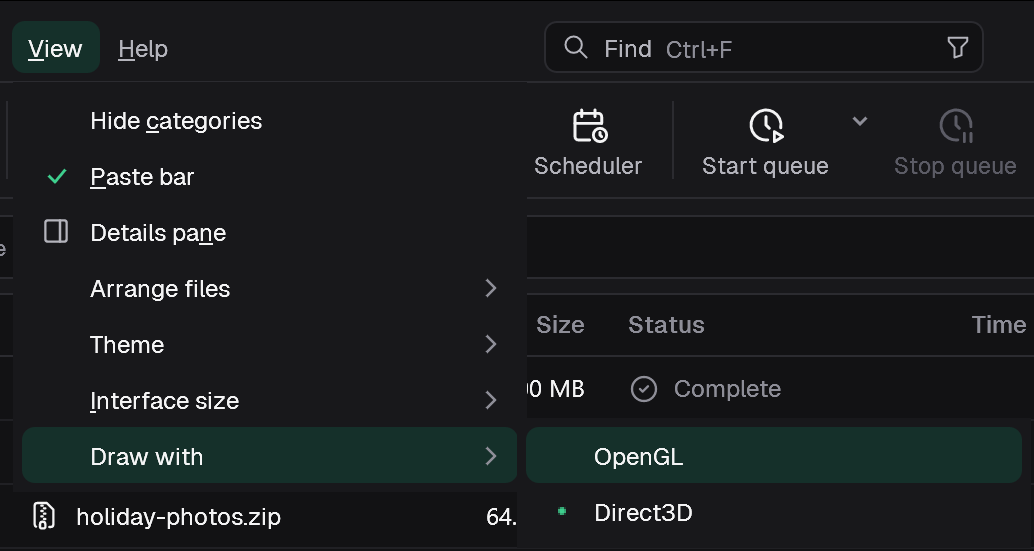 View Help Find Ctrl+F
Hide categories
Scheduler Start queue Stop queue
Paste bar
Details pane
Arrange files
Theme Size Status Time
Interface size MB Complete
Draw with OpenGL
holiday-photos.zip 64. Direct3D